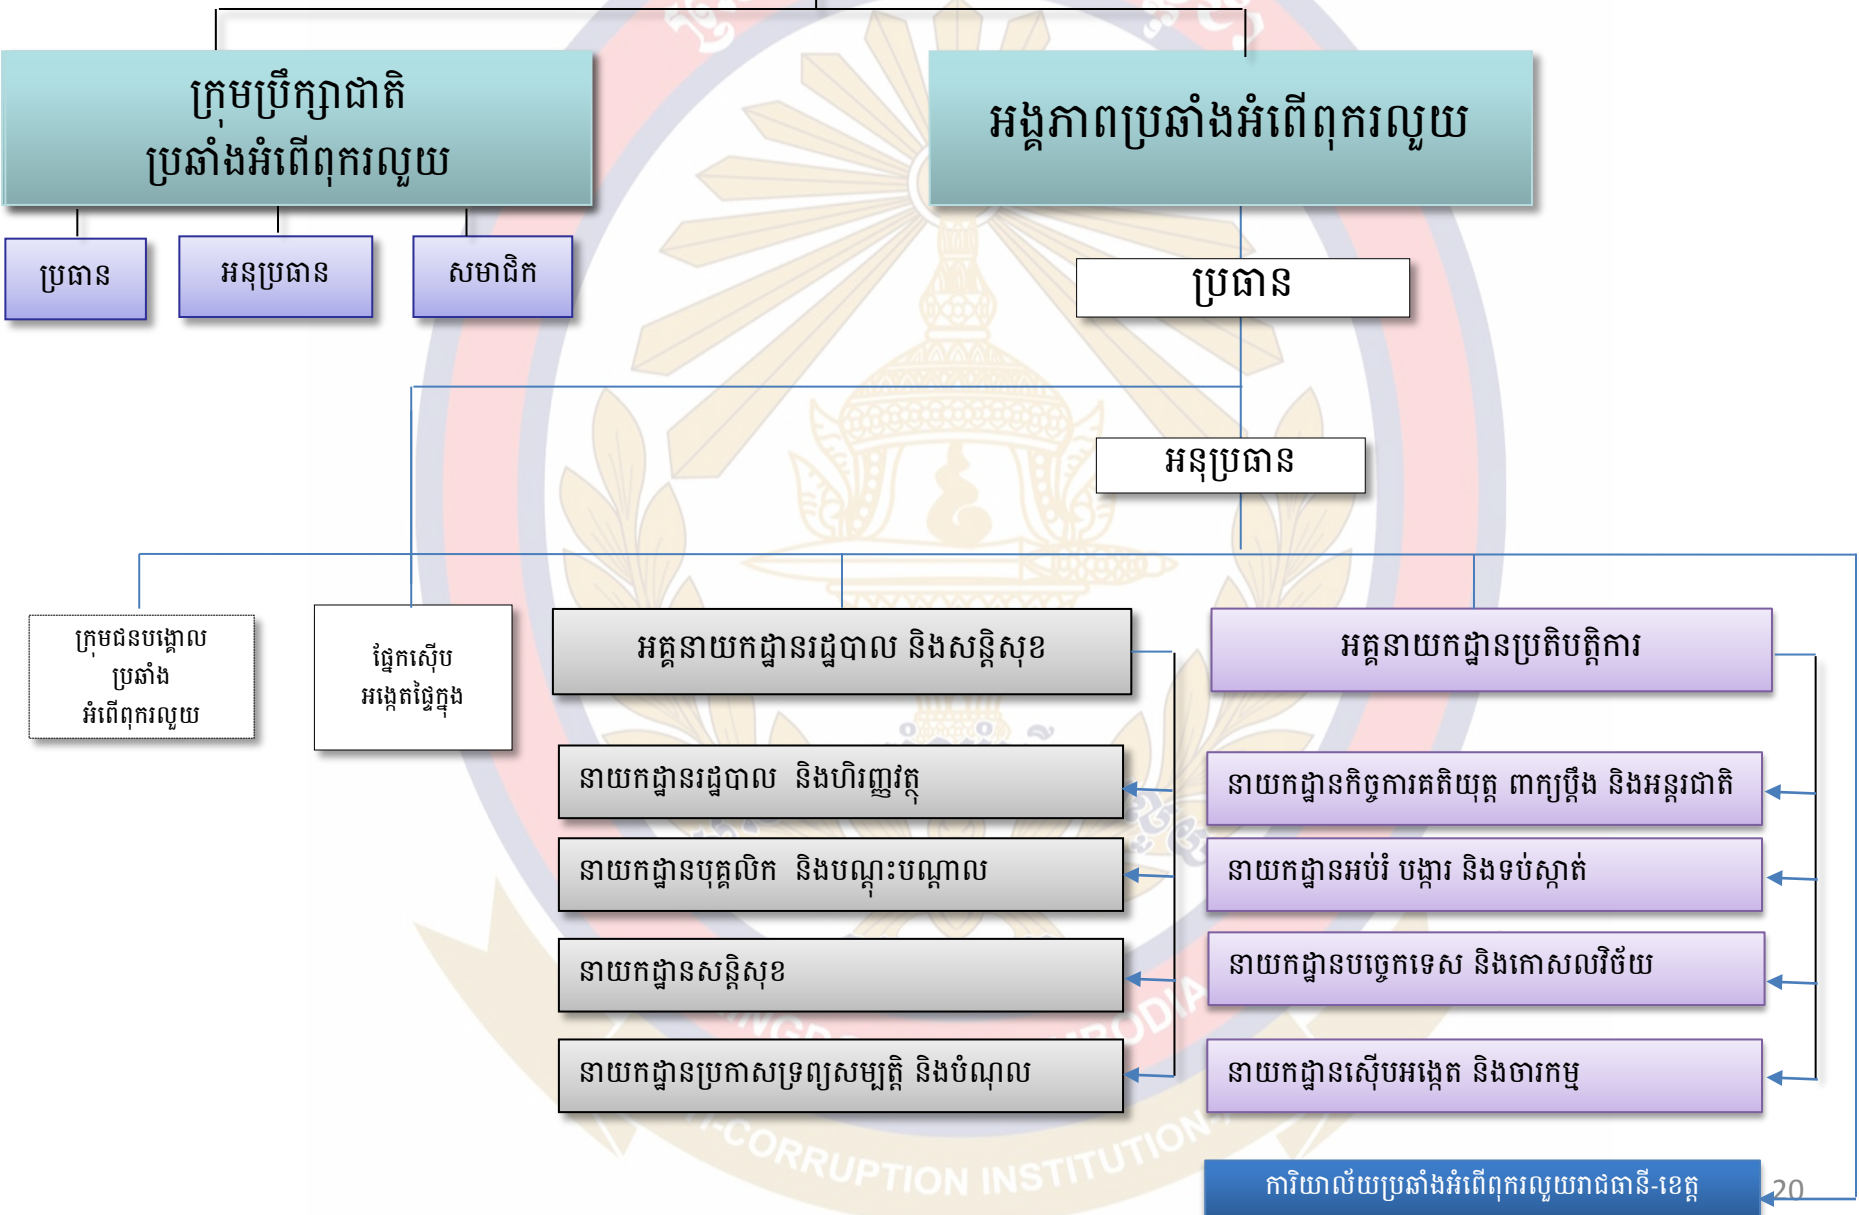 ក្រុមប្រឹក្សាជាតិ
ប្រឆាំងអំពើពុករលួយ
អង្គភាពប្រឆាំងអំពើពុករលួយ
ប្រធាន
អនុប្រធាន
សមាជិក
ប្រធាន
អនុប្រធាន
ក្រុមជនបង្គោល
ប្រឆាំង
អំពើពុករលួយ
ផ្នែកស៊ើប
អង្កេតផ្ទៃក្នុង
អគ្គនាយកដ្ឋានរដ្ឋបាល និងសន្តិសុខ
នាយកដ្ឋានរដ្ឋបាល និងហិរញ្ញវត្ថុ
នាយកដ្ឋានបុគ្គលិក និងបណ្តុះបណ្តាល
នាយកដ្ឋានសន្តិសុខ
នាយកដ្ឋានប្រកាសទ្រព្យសម្បត្តិ និងបំណុល
អគ្គនាយកដ្ឋានប្រតិបត្តិការ
នាយកដ្ឋានកិច្ចការគតិយុត្ត ពាក្យប្តឹង និងអន្តរជាតិ
នាយកដ្ឋានអប់រំ បង្ការ និងទប់ស្កាត់
នាយកដ្ឋានបច្ចេកទេស និងកោសលវិច័យ
នាយកដ្ឋានស៊ើបអង្កេត និងចារកម្ម
ការិយាល័យប្រឆាំងអំពើពុករលួយរាជធានី-ខេត្ត
20
CORRUPTION INSTITUTION